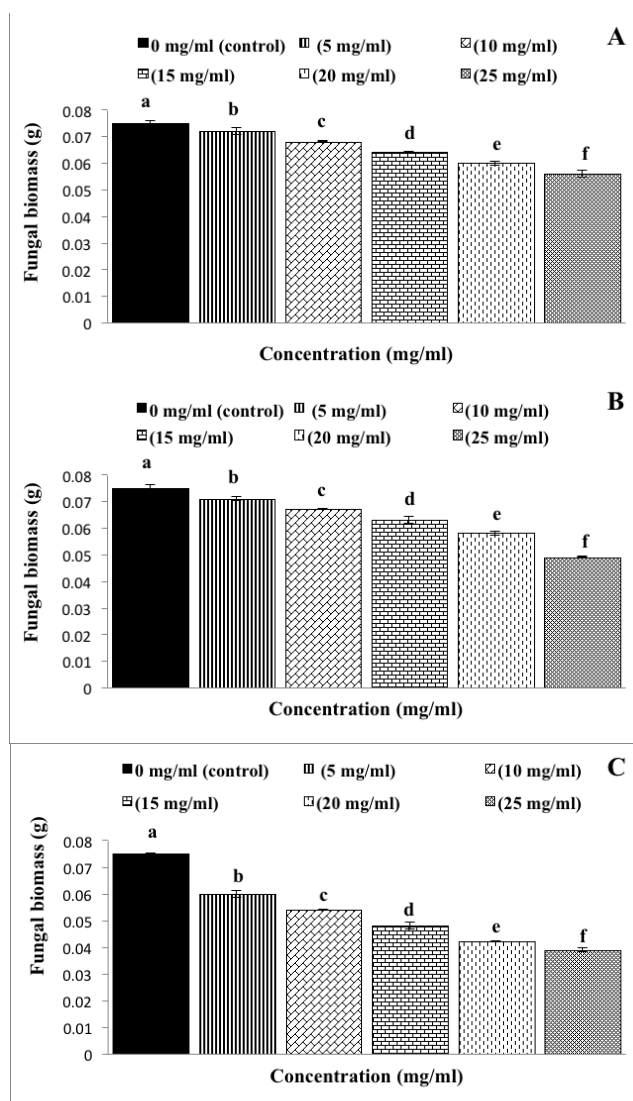 A
0 mg/ml (control) (5 mg/ml) (10 mg/ml)
(15 mg/ml) (20 mg/ml) (25 mg/ml)
a b c d e f
Fungal biomass (g)
0.08
0.07
0.06
0.05
0.04
0.03
0.02
0.01
0
Concentration (mg/ml)
B
0 mg/ml (control) (5 mg/ml) (10 mg/ml)
(15 mg/ml) (20 mg/ml) (25 mg/ml)
a b c d e f
Fungal biomass (g)
0.08
0.07
0.06
0.05
0.04
0.03
0.02
0.01
0
Concentration (mg/ml)
C
0 mg/ml (control) (5 mg/ml) (10 mg/ml)
(15 mg/ml) (20 mg/ml) (25 mg/ml)
a b c d e f
Fungal biomass (g)
0.08
0.07
0.06
0.05
0.04
0.03
0.02
0.01
0
Concentration (mg/ml)